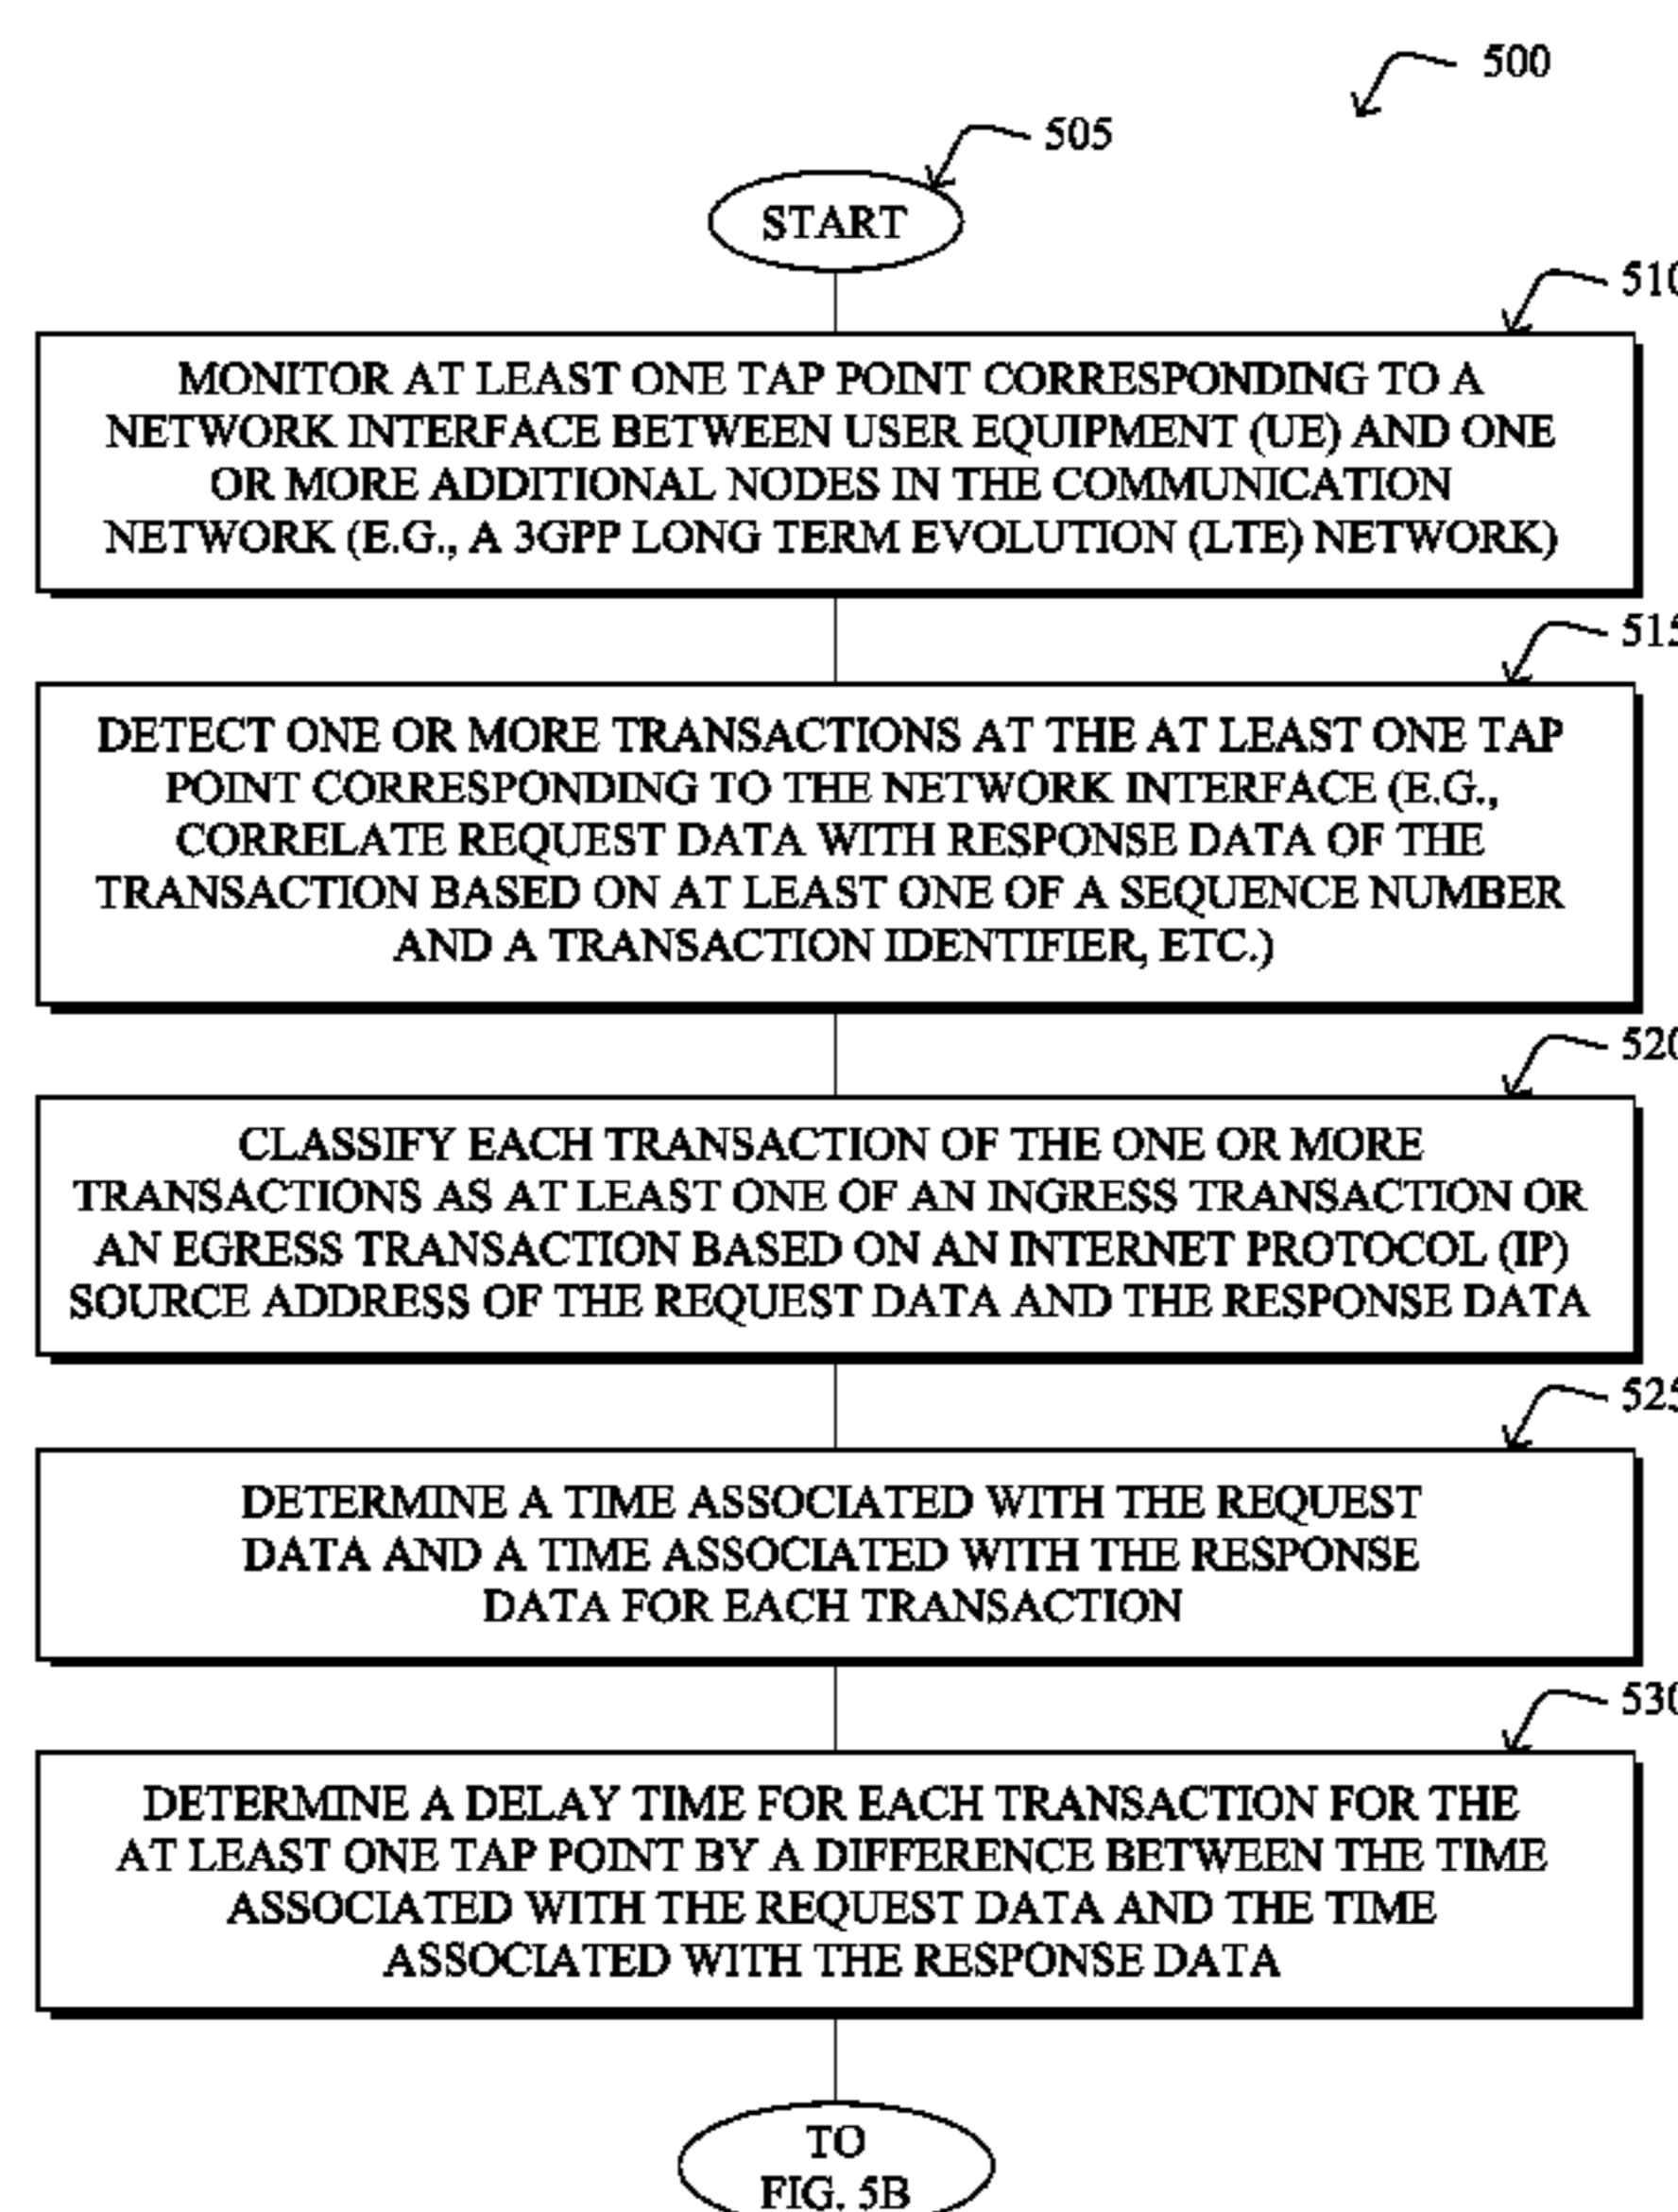 500
505
START
510
MONITOR AT LEAST ONE TAP POINT CORRESPONDING TO A
NETWORK INTERFACE BETWEEN USER EQUIPMENT (UE) AND ONE
OR MORE ADDITIONAL NODES IN THE COMMUNICATION
NETWORK (E.G., A 3GPP LONG TERM EVOLUTION (LTE) NETWORK)
515
DETECT ONE OR MORE TRANSACTIONS AT THE AT LEAST ONE TAP
POINT CORRESPONDING TO THE NETWORK INTERFACE (E.G.,
CORRELATE REQUEST DATA WITH RESPONSE DATA OF THE
TRANSACTION BASED ON AT LEAST ONE OF A SEQUENCE NUMBER
AND A TRANSACTION IDENTIFIER, ETC.)
520
CLASSIFY EACH TRANSACTION OF THE ONE OR MORE
TRANSACTIONS AS AT LEAST ONE OF AN INGRESS TRANSACTION OR
AN EGRESS TRANSACTION BASED ON AN INTERNET PROTOCOL (IP)
SOURCE ADDRESS OF THE REQUEST DATA AND THE RESPONSE DATA
525
DETERMINE A TIME ASSOCIATED WITH THE REQUEST
DATA AND A TIME ASSOCIATED WITH THE RESPONSE
DATA FOR EACH TRANSACTION
530
DETERMINE A DELAY TIME FOR EACH TRANSACTION FOR THE
AT LEAST ONE TAP POINT BY A DIFFERENCE BETWEEN THE TIME
ASSOCIATED WITH THE REQUEST DATA AND THE TIME
ASSOCIATED WITH THE RESPONSE DATA
TO
FIG. 5B